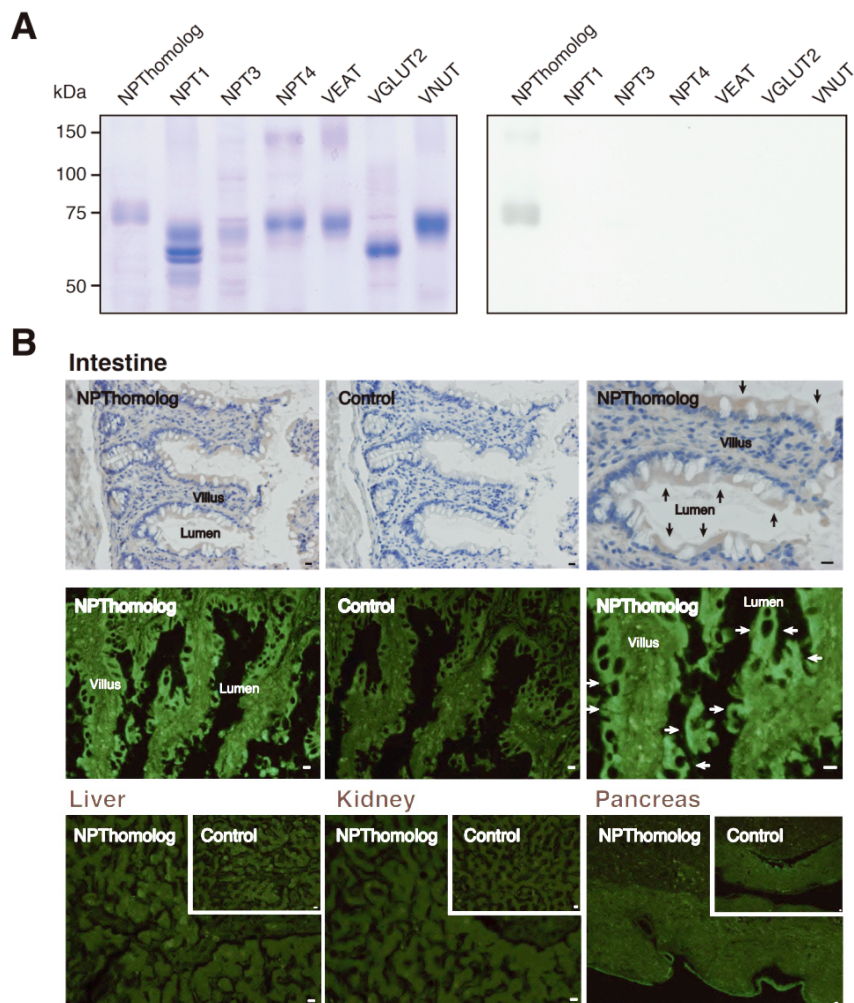 A
kDa
NPThomolog NPT1 NPT3 NPT4 VEAT VGLUT2 VNUT
NPThomolog NPT1 NPT3 NPT4 VEAT VGLUT2 VNUT
150
100
75
50
B
Intestine
NPThomolog
Villus
Lumen
Control
NPThomolog
Villus
Lumen
NPThomolog
Villus
Lumen
Control
NPThomolog
Lumen
Villus
Liver
Kidney
Pancreas
NPThomolog
Control
NPThomolog
Control
NPThomolog
Control